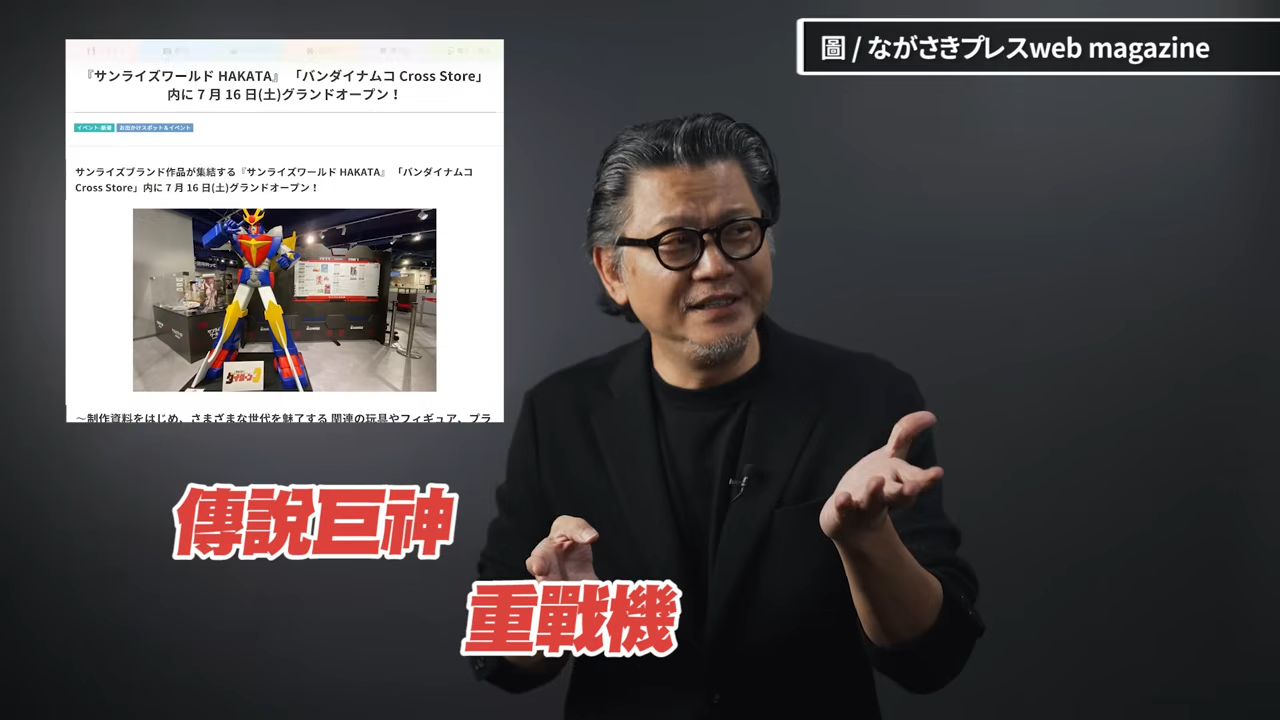 圖 / ながさきプレスweb magazine
『サンライズワールド HAKATA』 「バンダイナムコ Cross Store」
内に 7 月 16 日(土)グランドオープン！
イベント 新着
お出かけスポット＆イベント
サンライズブランド作品が集結する『サンライズワールド HAKATA』 「バンダイナムコ
Cross Store」内に 7 月 16 日(土)グランドオープン！
ダイターン3
～制作資料をはじめ、さまざまな世代を魅了する 関連の玩具やフィギュア、プラ
傳說巨神
重戰機